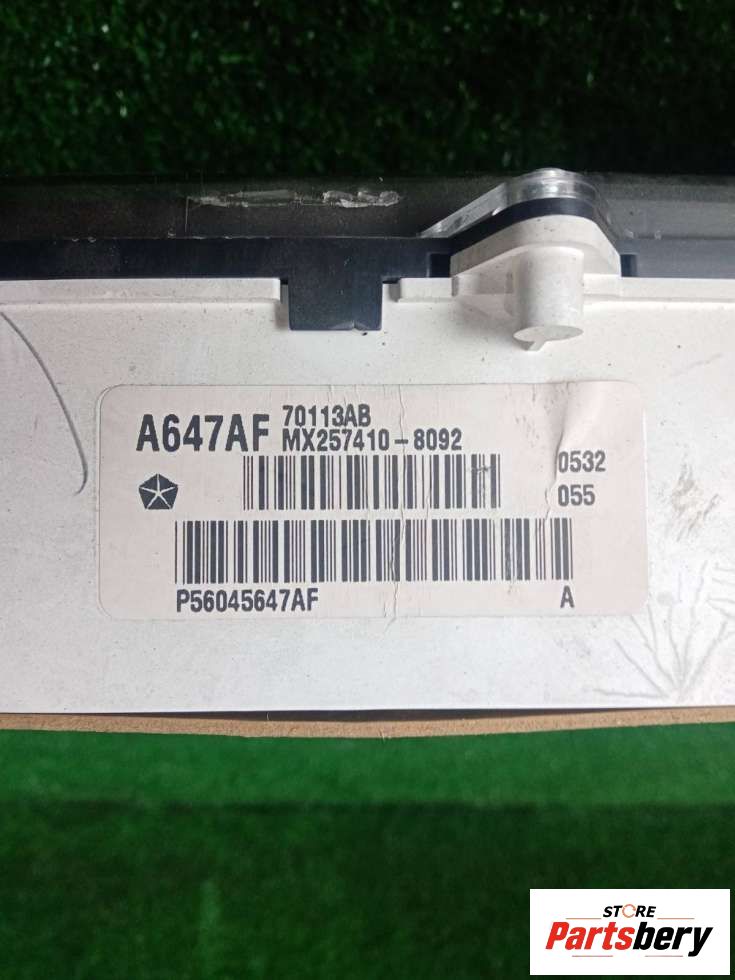 A647AF 70113AB
MX257410-8092
0532
055
P56045647AF A
STORE
Partsbery